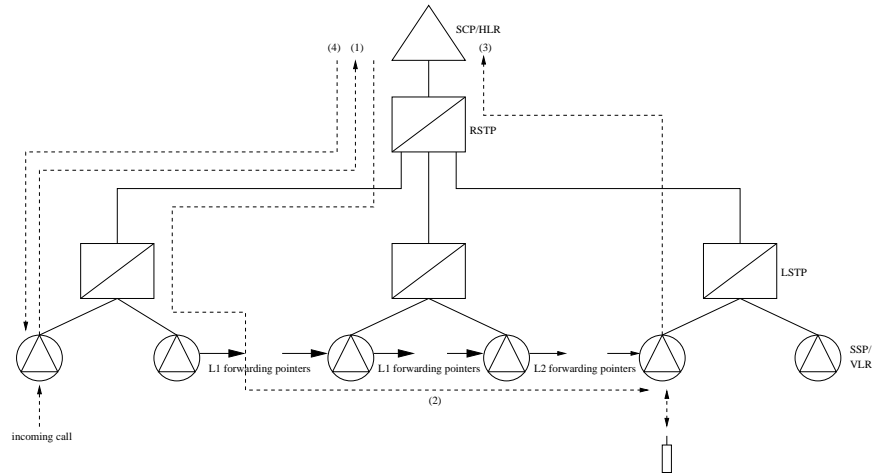 SCP/HLR
(4) (1) (3)
RSTP
LSTP
SSP/
VLR
L1 forwarding pointers L1 forwarding pointers L2 forwarding pointers
(2)
incoming call